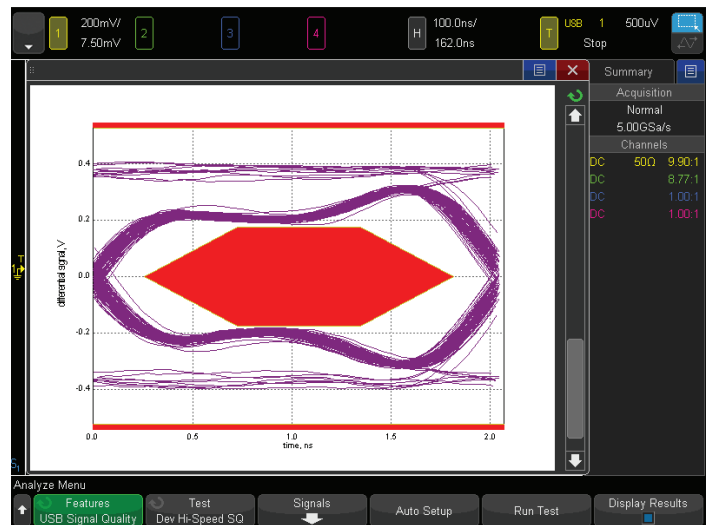 1 200mV/ 2 3 4 H 100.0ns/ T USB 1 500uV
7.50mV/ 162.0ns Stop
Summary
Acquisition
Normal
5.00GSa/s
Channels
DC 50Ω 9.90:1
DC 8.77:1
DC 1.00:1
DC 1.00:1
T
1
differential signal, V
0.4
0.2
0.0
-0.2
-0.4
0.0 0.5 1.0 1.5 2.0
time, ns
S1
Analyze Menu
Features Test Signals Auto Setup Run Test Display Results
USB Signal Quality Dev Hi-Speed SQ